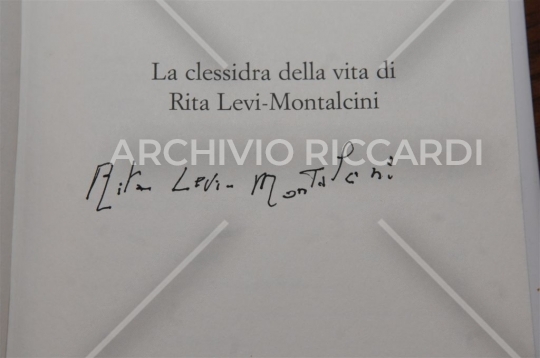 La clessidra della vita di
Rita Levi-Montalcini
ARCHIVIO RICCARDI
Rita Levi-Montalcini